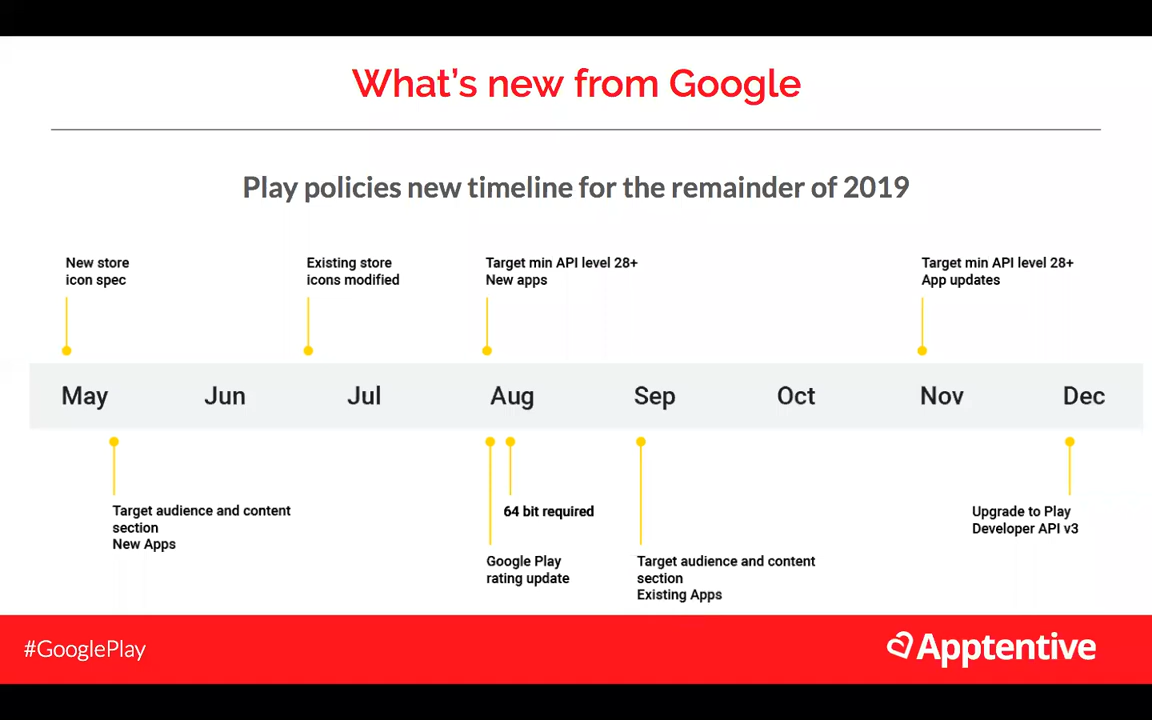 What's new from Google
Play policies new timeline for the remainder of 2019
New store
icon spec
Existing store
icons modified
Target min API level 28+
New apps
Target min API level 28+
App updates
May
Jun
Jul
Aug
Sep
Oct
Nov
Dec
Target audience and content
section
New Apps
64 bit required
Google Play
rating update
Target audience and content
section
Existing Apps
Upgrade to Play
Developer API v3
#GooglePlay
Apptentive